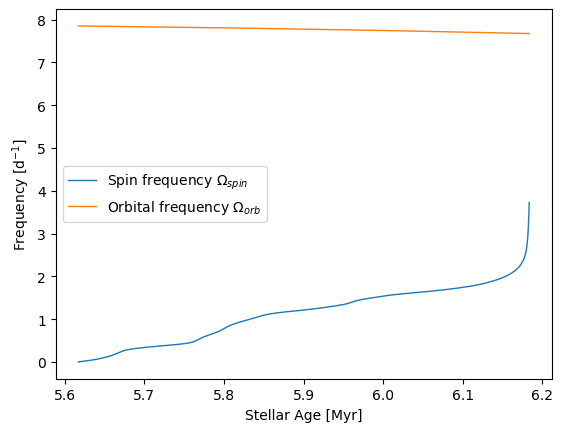 8
7
6
5
4
3
2
1
0
Frequency [d⁻¹]
Spin frequency Ω_spin
Orbital frequency Ω_orb
5.6 5.7 5.8 5.9 6.0 6.1 6.2
Stellar Age [Myr]